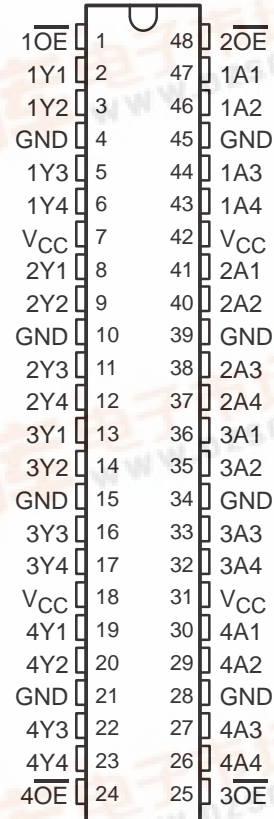 1OE 1 48 2OE
1Y1 2 47 1A1
1Y2 3 46 1A2
GND 4 45 GND
1Y3 5 44 1A3
1Y4 6 43 1A4
VCC 7 42 VCC
2Y1 8 41 2A1
2Y2 9 40 2A2
GND 10 39 GND
2Y3 11 38 2A3
2Y4 12 37 2A4
3Y1 13 36 3A1
3Y2 14 35 3A2
GND 15 34 GND
3Y3 16 33 3A3
3Y4 17 32 3A4
VCC 18 31 VCC
4Y1 19 30 4A1
4Y2 20 29 4A2
GND 21 28 GND
4Y3 22 27 4A3
4Y4 23 26 4A4
4OE 24 25 3OE